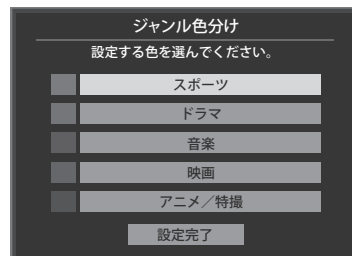 ジャンル色分け
設定する色を選んでください。
スポーツ
ドラマ
音楽
映画
アニメ／特撮
設定完了